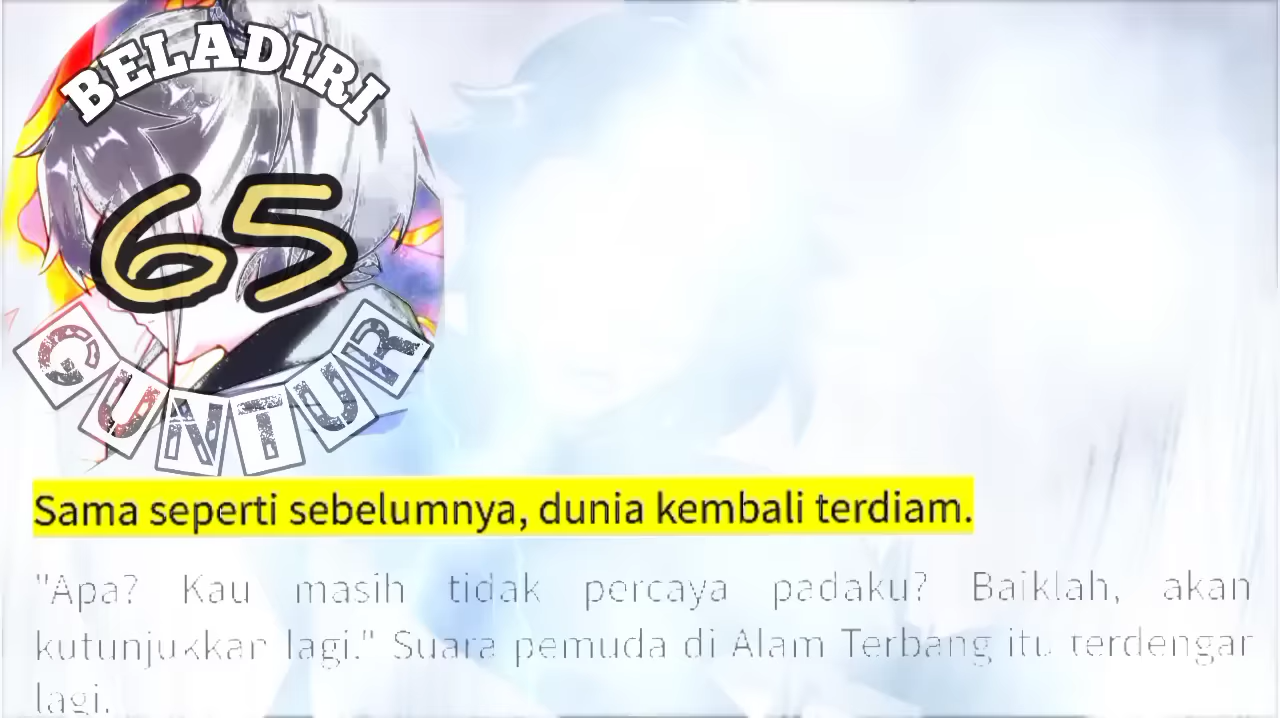 BELADIRI
65
GUNTUR
Sama seperti sebelumnya, dunia kembali terdiam.
"Apa? Kau masih tidak percaya padaku? Baiklah, akan
kutunjukkan lagi." Suara pemuda di Alam Terbang itu terdengar
lagi.